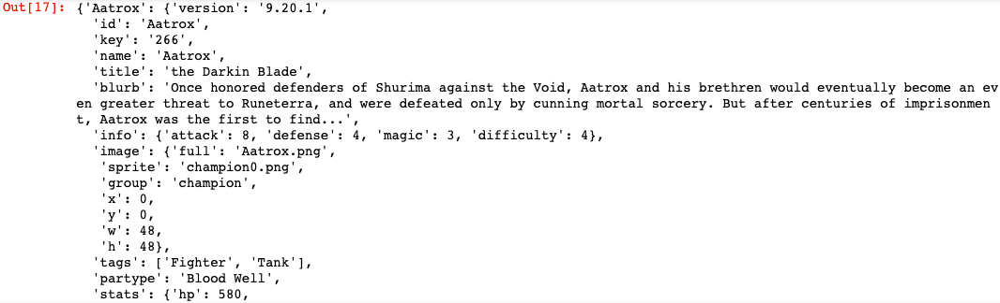 Out[17]: {'Aatrox': {'version': '9.20.1',
'id': 'Aatrox',
'key': '266',
'name': 'Aatrox',
'title': 'the Darkin Blade',
'blurb': 'Once honored defenders of Shurima against the Void, Aatrox and his brethren would eventually become an ev
en greater threat to Runeterra, and were defeated only by cunning mortal sorcery. But after centuries of imprisonmen
t, Aatrox was the first to find...',
'info': {'attack': 8, 'defense': 4, 'magic': 3, 'difficulty': 4},
'image': {'full': 'Aatrox.png',
'sprite': 'champion0.png',
'group': 'champion',
'x': 0,
'y': 0,
'w': 48,
'h': 48},
'tags': ['Fighter', 'Tank'],
'partype': 'Blood Well',
'stats': {'hp': 580,